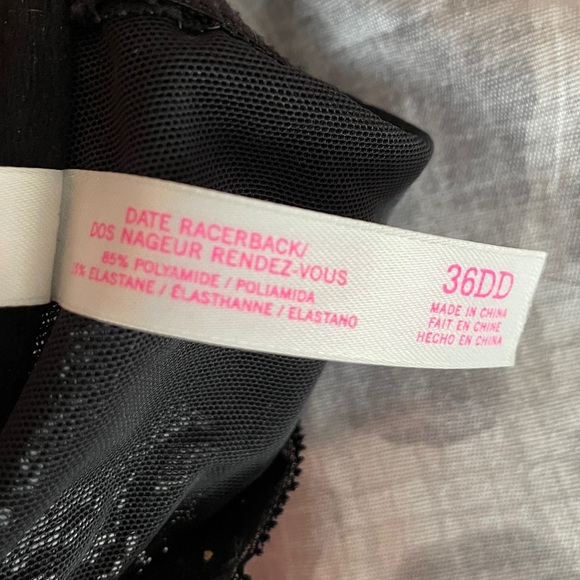 DATE RACERBACK/
DOS NAGEUR RENDEZ-VOUS
85% POLYAMIDE / POLIAMIDA
ELASTANE / ÉLASTHANNE / ELASTANO
36DD
MADE IN CHINA
FAIT EN CHINE
HECHO EN CHINA